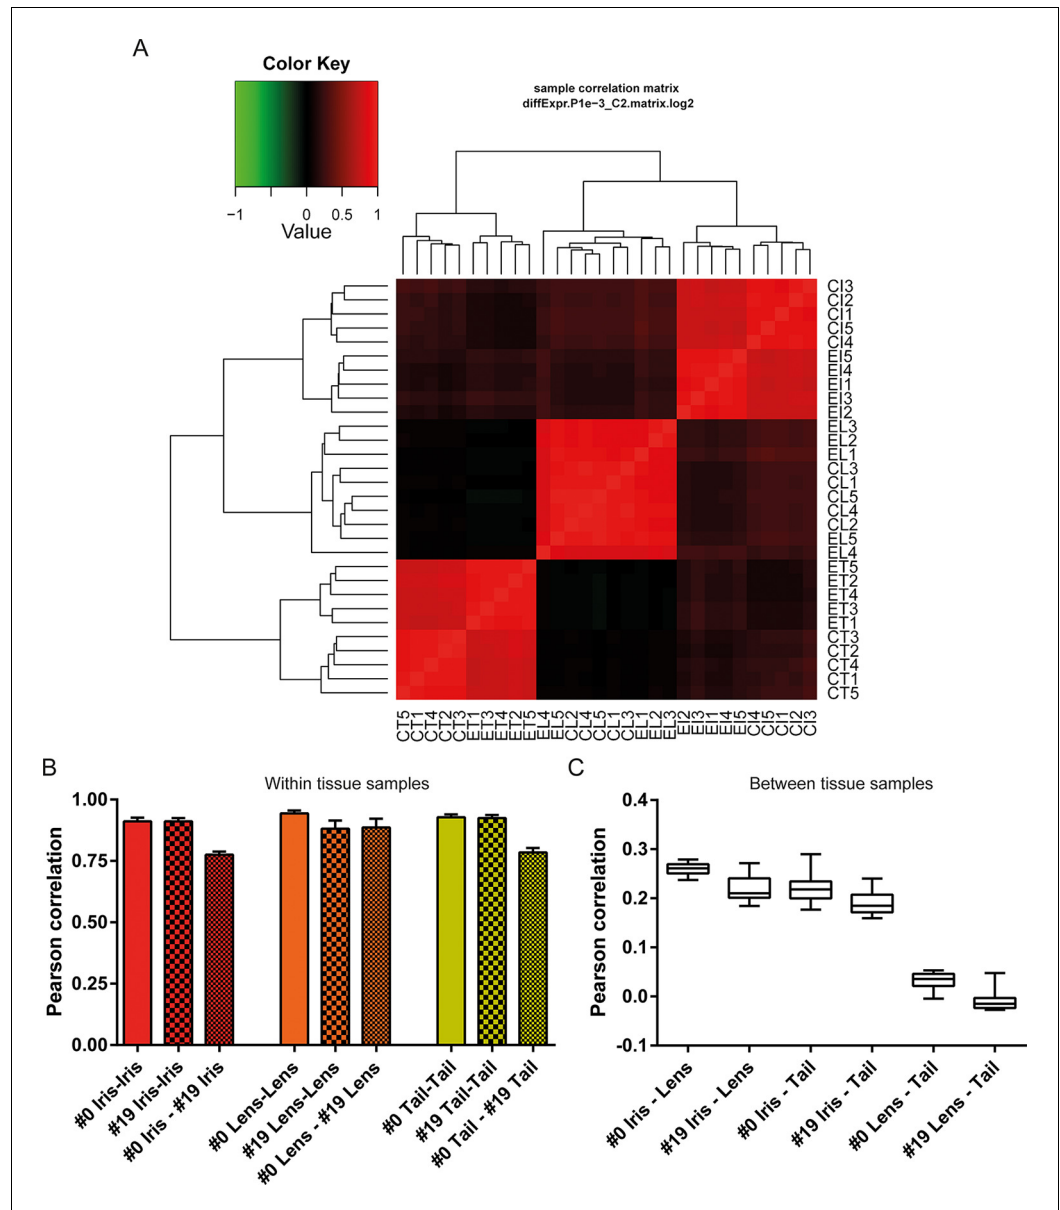 A
Color Key
−1 0 0.5 1
Value
sample correlation matrix
diffExpr.P1e−3_C2.matrix.log2
CI3
CI2
CI1
CI5
CI4
EI5
EI4
EI1
EI3
EI2
EL3
EL2
EL1
CL3
CL1
CL5
CL4
CL2
EL5
EL4
ET5
ET2
ET4
ET3
ET1
CT3
CT2
CT4
CT1
CT5
CT5 CT1 CT4 CT2 CT3 ET1 ET3 ET4 ET2 ET5 EL4 EL5 CL2 CL4 CL5 CL1 CL3 EL1 EL2 EL3 EI2 EI3 EI1 EI4 EI5 CI4 CI5 CI1 CI2 CI3
B
Within tissue samples
Pearson correlation
1.00
0.75
0.50
0.25
0.00
#0 Iris-Iris
#19 Iris-Iris
#0 Iris - #19 Iris
#0 Lens-Lens
#19 Lens-Lens
#0 Lens - #19 Lens
#0 Tail-Tail
#19 Tail-Tail
#0 Tail - #19 Tail
C
Between tissue samples
Pearson correlation
0.4
0.3
0.2
0.1
0.0
-0.1
#0 Iris - Lens
#19 Iris - Lens
#0 Iris - Tail
#19 Iris - Tail
#0 Lens - Tail
#19 Lens - Tail